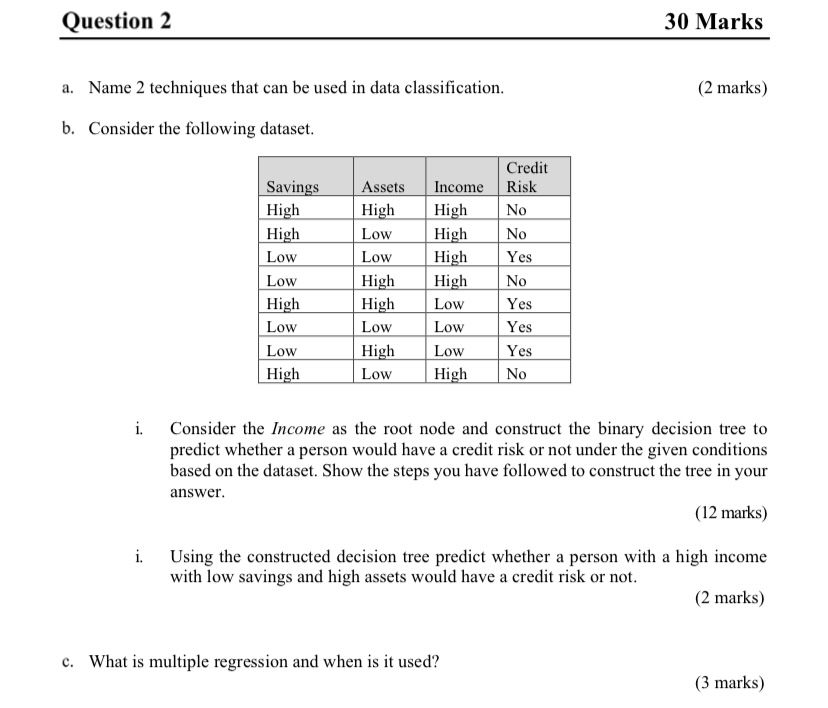 Question 2 30 Marks
a. Name 2 techniques that can be used in data classification. (2 marks)
b. Consider the following dataset.
Savings Assets Income Credit Risk
High High High No
High Low High No
Low Low High Yes
Low High High No
High High Low Yes
Low Low Low Yes
Low High Low Yes
High Low High No
i. Consider the Income as the root node and construct the binary decision tree to
predict whether a person would have a credit risk or not under the given conditions
based on the dataset. Show the steps you have followed to construct the tree in your
answer.
(12 marks)
i. Using the constructed decision tree predict whether a person with a high income
with low savings and high assets would have a credit risk or not.
(2 marks)
c. What is multiple regression and when is it used?
(3 marks)